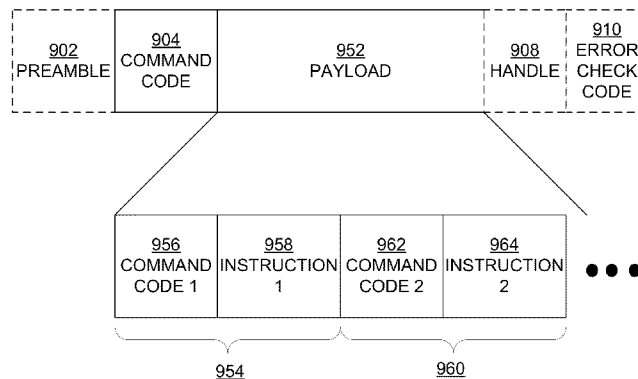 902
PREAMBLE
904
COMMAND
CODE
952
PAYLOAD
908
HANDLE
910
ERROR
CHECK
CODE
956
COMMAND
CODE 1
958
INSTRUCTION
1
962
COMMAND
CODE 2
964
INSTRUCTION
2
954
960